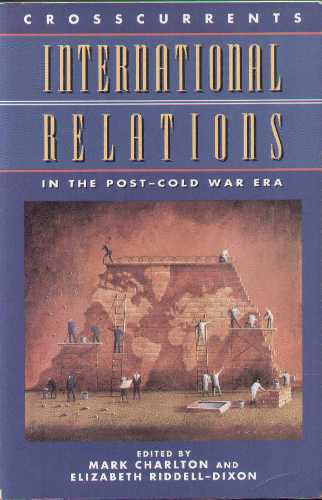 CROSSCURRENTS
INTERNATIONAL
RELATIONS
IN THE POST-COLD WAR ERA
EDITED BY
MARK CHARLTON AND
ELIZABETH RIDDELL-DIXON